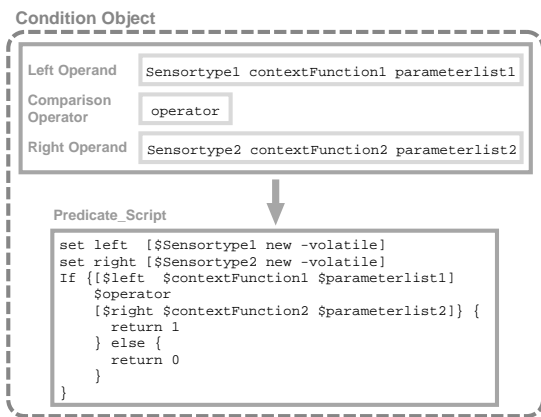 Condition Object
Left Operand Sensortype1 contextFunction1 parameterlist1
Comparison
Operator operator
Right Operand Sensortype2 contextFunction2 parameterlist2
Predicate_Script
set left [$Sensortype1 new -volatile]
set right [$Sensortype2 new -volatile]
If {[$left $contextFunction1 $parameterlist1]
$operator
[$right $contextFunction2 $parameterlist2]} {
return 1
} else {
return 0
}
}